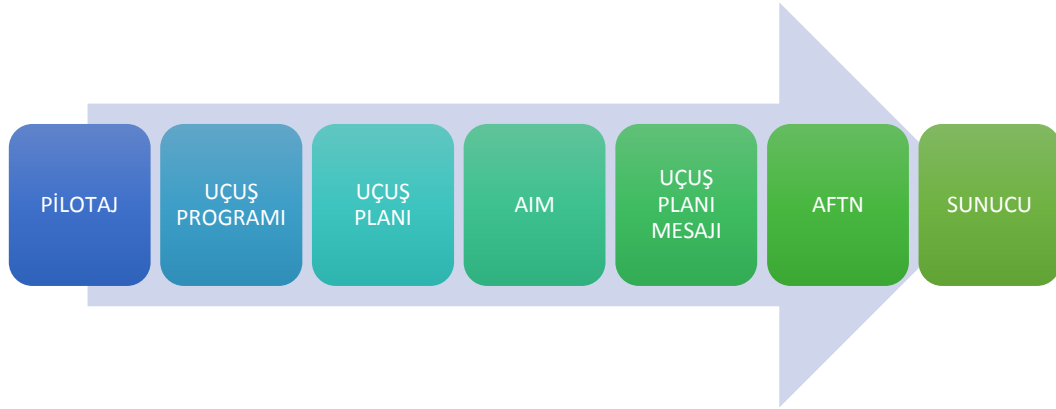 PİLOTAJ
UÇUŞ
PROGRAMI
UÇUŞ
PLANI
AIM
UÇUŞ
PLANI
MESAJI
AFTN
SUNUCU